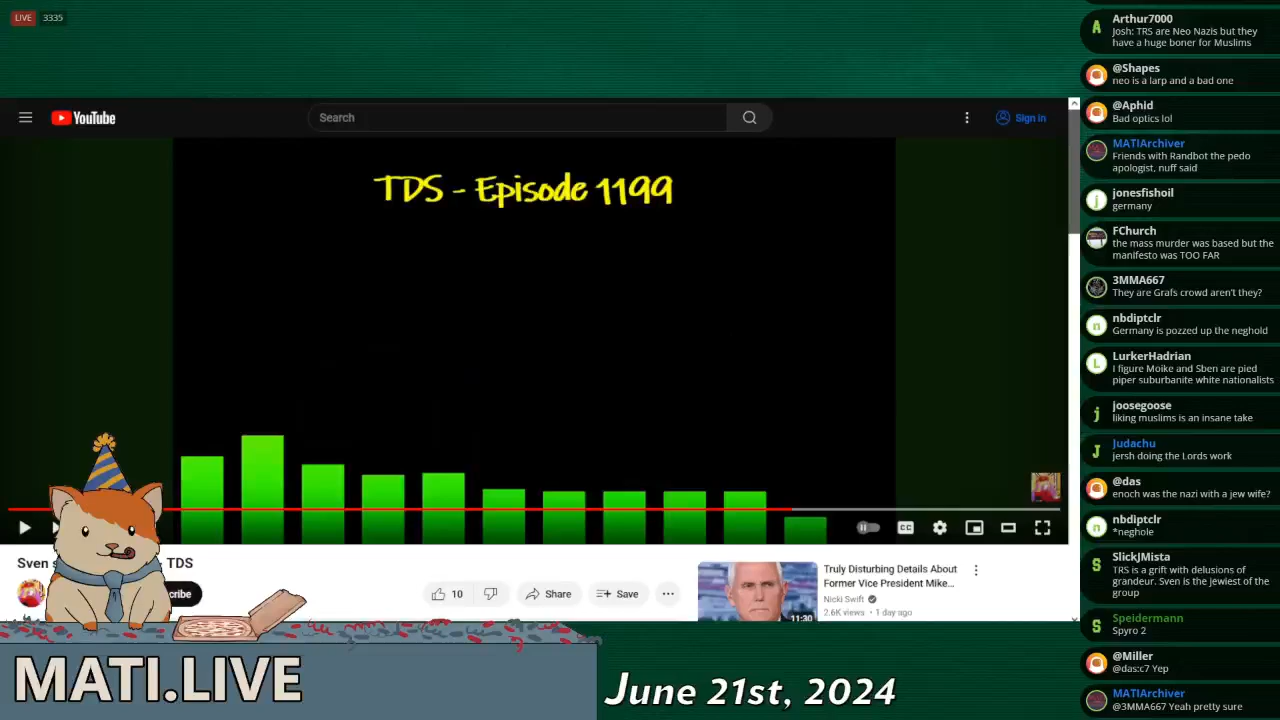 LIVE 3335
YouTube
Search
Sign in
TDS - Episode 1199
CC
Sven s
TDS
cribe
10
Share
Save
Truly Disturbing Details About
Former Vice President Mike...
Nicki Swift
2.6K views • 1 day ago
11:30
MATI.LIVE
June 21st, 2024
A
Arthur7000
Josh: TRS are Neo Nazis but they
have a huge boner for Muslims
@Shapes
neo is a larp and a bad one
@Aphid
Bad optics lol
MATIArchiver
Friends with Randbot the pedo
apologist, nuff said
j
jonesfishoil
germany
FChurch
the mass murder was based but the
manifesto was TOO FAR
3MMA667
They are Grafs crowd aren't they?
n
nbdiptclr
Germany is pozzed up the neghold
L
LurkerHadrian
I figure Moike and Sben are pied
piper suburbanite white nationalists
j
joosegoose
liking muslims is an insane take
J
Judachu
jersh doing the Lords work
@das
enoch was the nazi with a jew wife?
n
nbdiptclr
*neghole
S
SlickJMista
TRS is a grift with delusions of
grandeur. Sven is the jewiest of the
group
S
Speidermann
Spyro 2
@Miller
@das:c7 Yep
MATIArchiver
@3MMA667 Yeah pretty sure